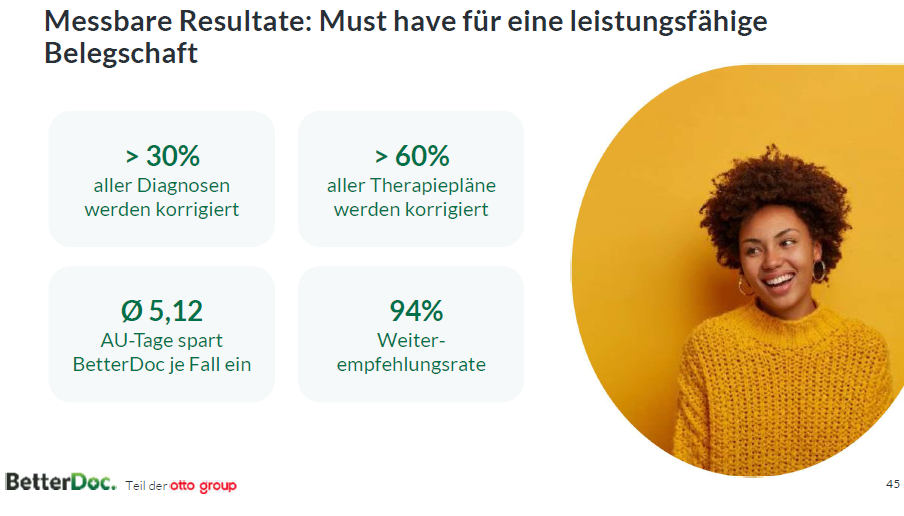 Messbare Resultate: Must have für eine leistungsfähige
Belegschaft
> 30%
aller Diagnosen
werden korrigiert
> 60%
aller Therapiepläne
werden korrigiert
Ø 5,12
AU-Tage spart
BetterDoc je Fall ein
94%
Weiter-
empfehlungsrate
BetterDoc. Teil der otto group
45